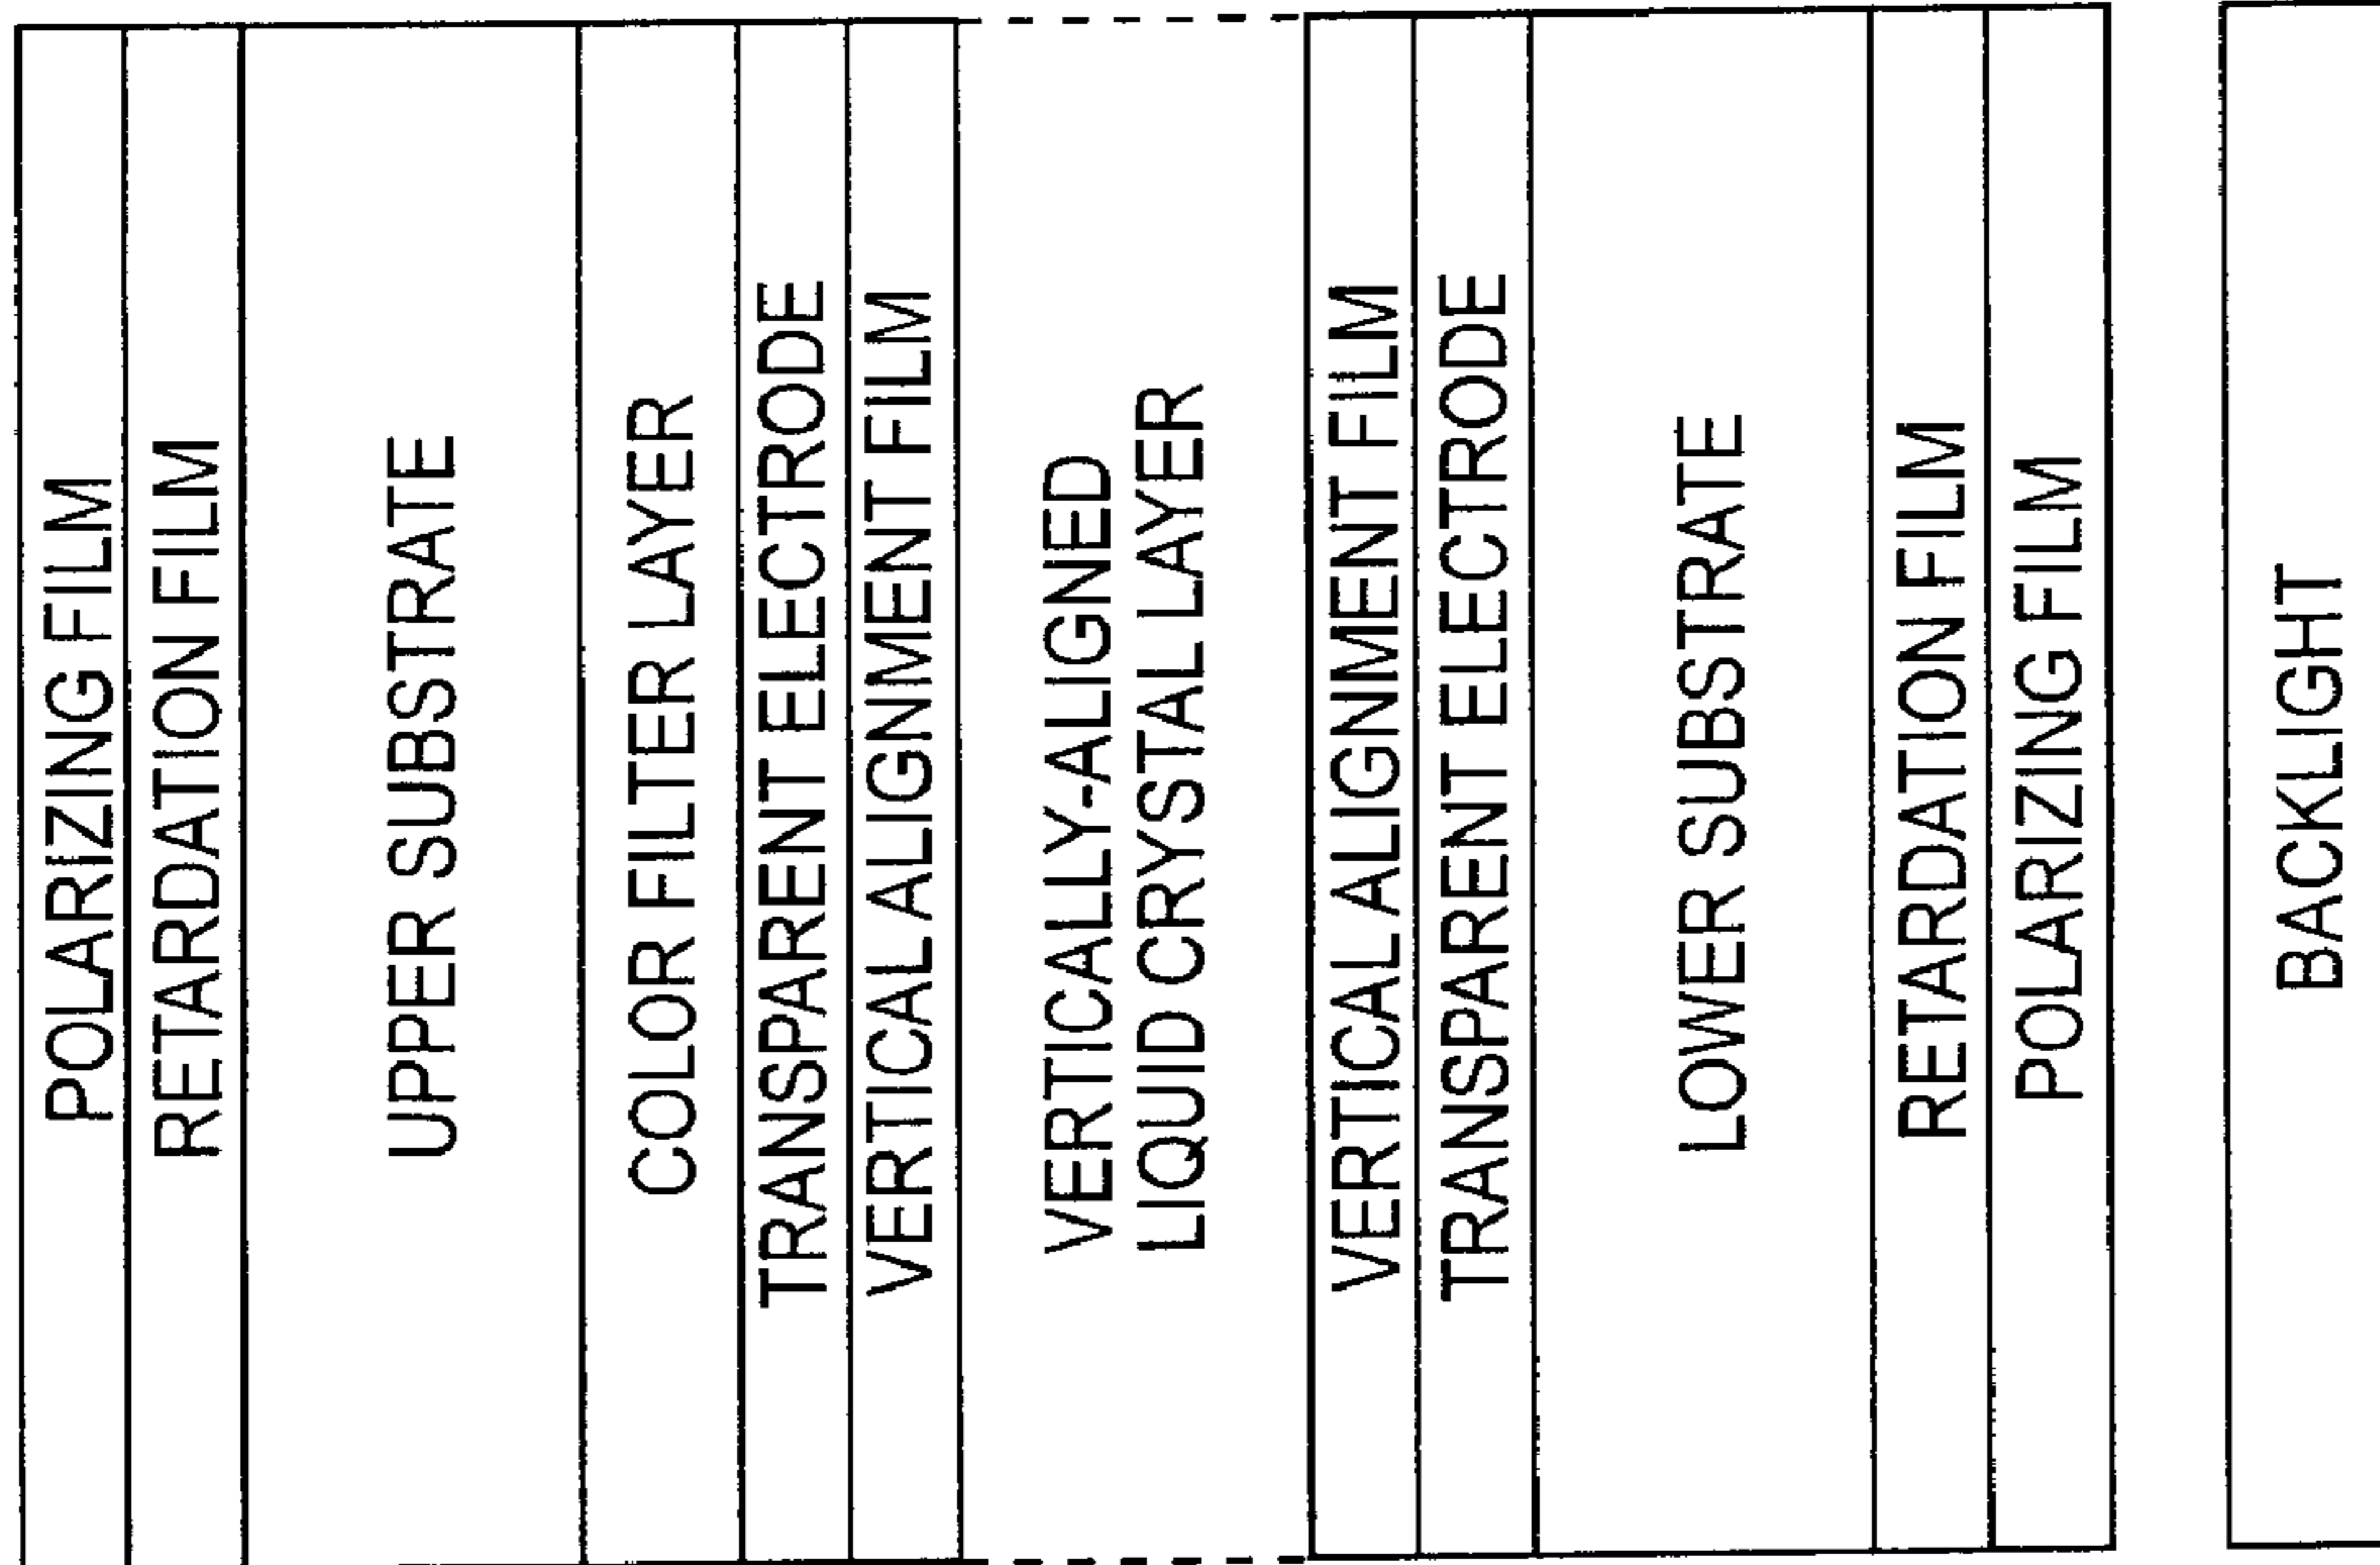 POLARIZING FILM
RETARDATION FILM
UPPER SUBSTRATE
COLOR FILTER LAYER
TRANSPARENT ELECTRODE
VERTICAL ALIGNMENT FILM
VERTICALLY-ALIGNED
LIQUID CRYSTAL LAYER
VERTICAL ALIGNMENT FILM
TRANSPARENT ELECTRODE
LOWER SUBSTRATE
RETARDATION FILM
POLARIZING FILM
BACKLIGHT